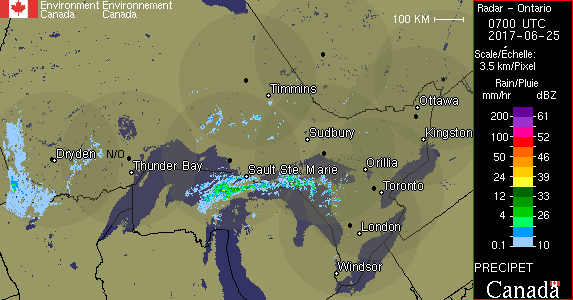 Environment Environnement
Canada Canada
100 KM
Timmins
Ottawa
Sudbury
Kingston
Dryden
N/O
Thunder Bay
Sault Ste. Marie
Orillia
Toronto
London
Windsor
Radar - Ontario
0700 UTC
2017-06-25
Scale/Échelle:
3.5 km/Pixel
Rain/Pluie
mm/hr dBZ
200 61
100 52
50 46
24 39
12 33
4 26
0.1 10
PRECIPET
Canada